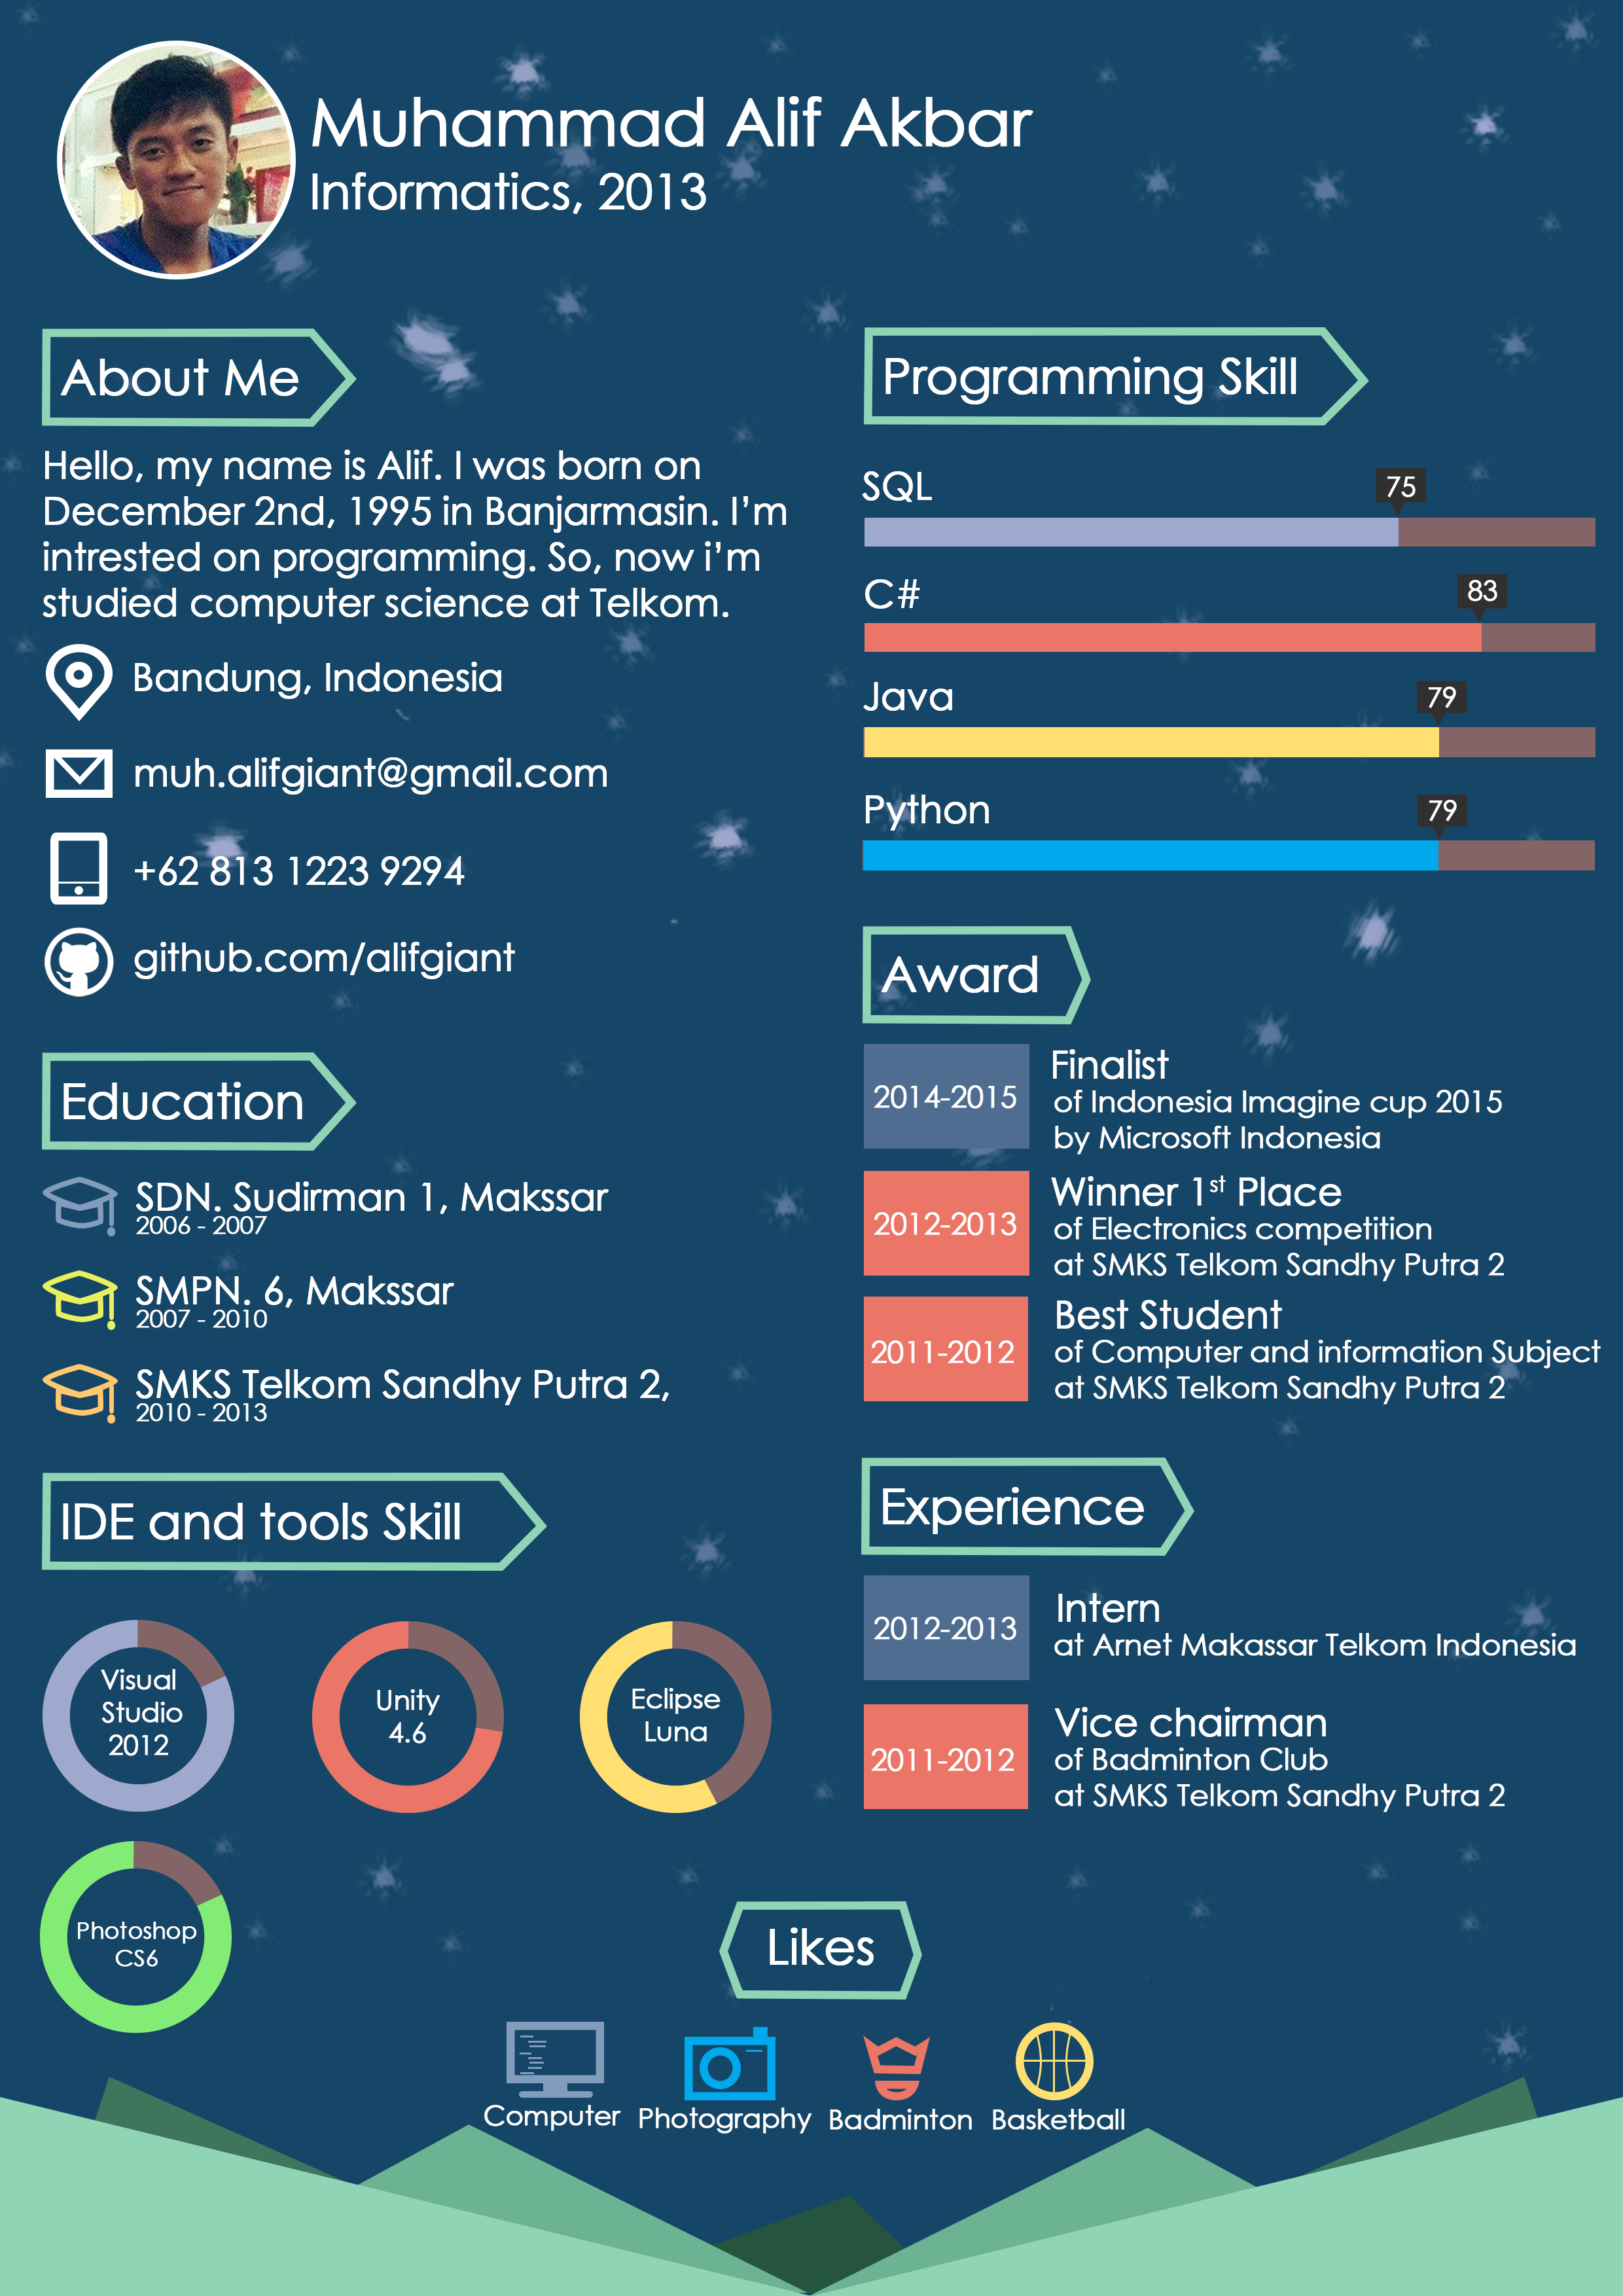 Muhammad Alif Akbar
Informatics, 2013
About Me
Hello, my name is Alif. I was born on
December 2nd, 1995 in Banjarmasin. I'm
intrested on programming. So, now i'm
studied computer science at Telkom.
Bandung, Indonesia
muh.alifgiant@gmail.com
+62 813 1223 9294
github.com/alifgiant
Education
SDN. Sudirman 1, Makssar
2006 - 2007
SMPN. 6, Makssar
2007 - 2010
SMKS Telkom Sandhy Putra 2,
2010 - 2013
IDE and tools Skill
Visual
Studio
2012
Unity
4.6
Eclipse
Luna
Photoshop
CS6
Programming Skill
SQL
75
C#
83
Java
79
Python
79
Award
2014-2015
Finalist
of Indonesia Imagine cup 2015
by Microsoft Indonesia
2012-2013
Winner 1st Place
of Electronics competition
at SMKS Telkom Sandhy Putra 2
2011-2012
Best Student
of Computer and information Subject
at SMKS Telkom Sandhy Putra 2
Experience
2012-2013
Intern
at Arnet Makassar Telkom Indonesia
2011-2012
Vice chairman
of Badminton Club
at SMKS Telkom Sandhy Putra 2
Likes
Computer
Photography
Badminton
Basketball